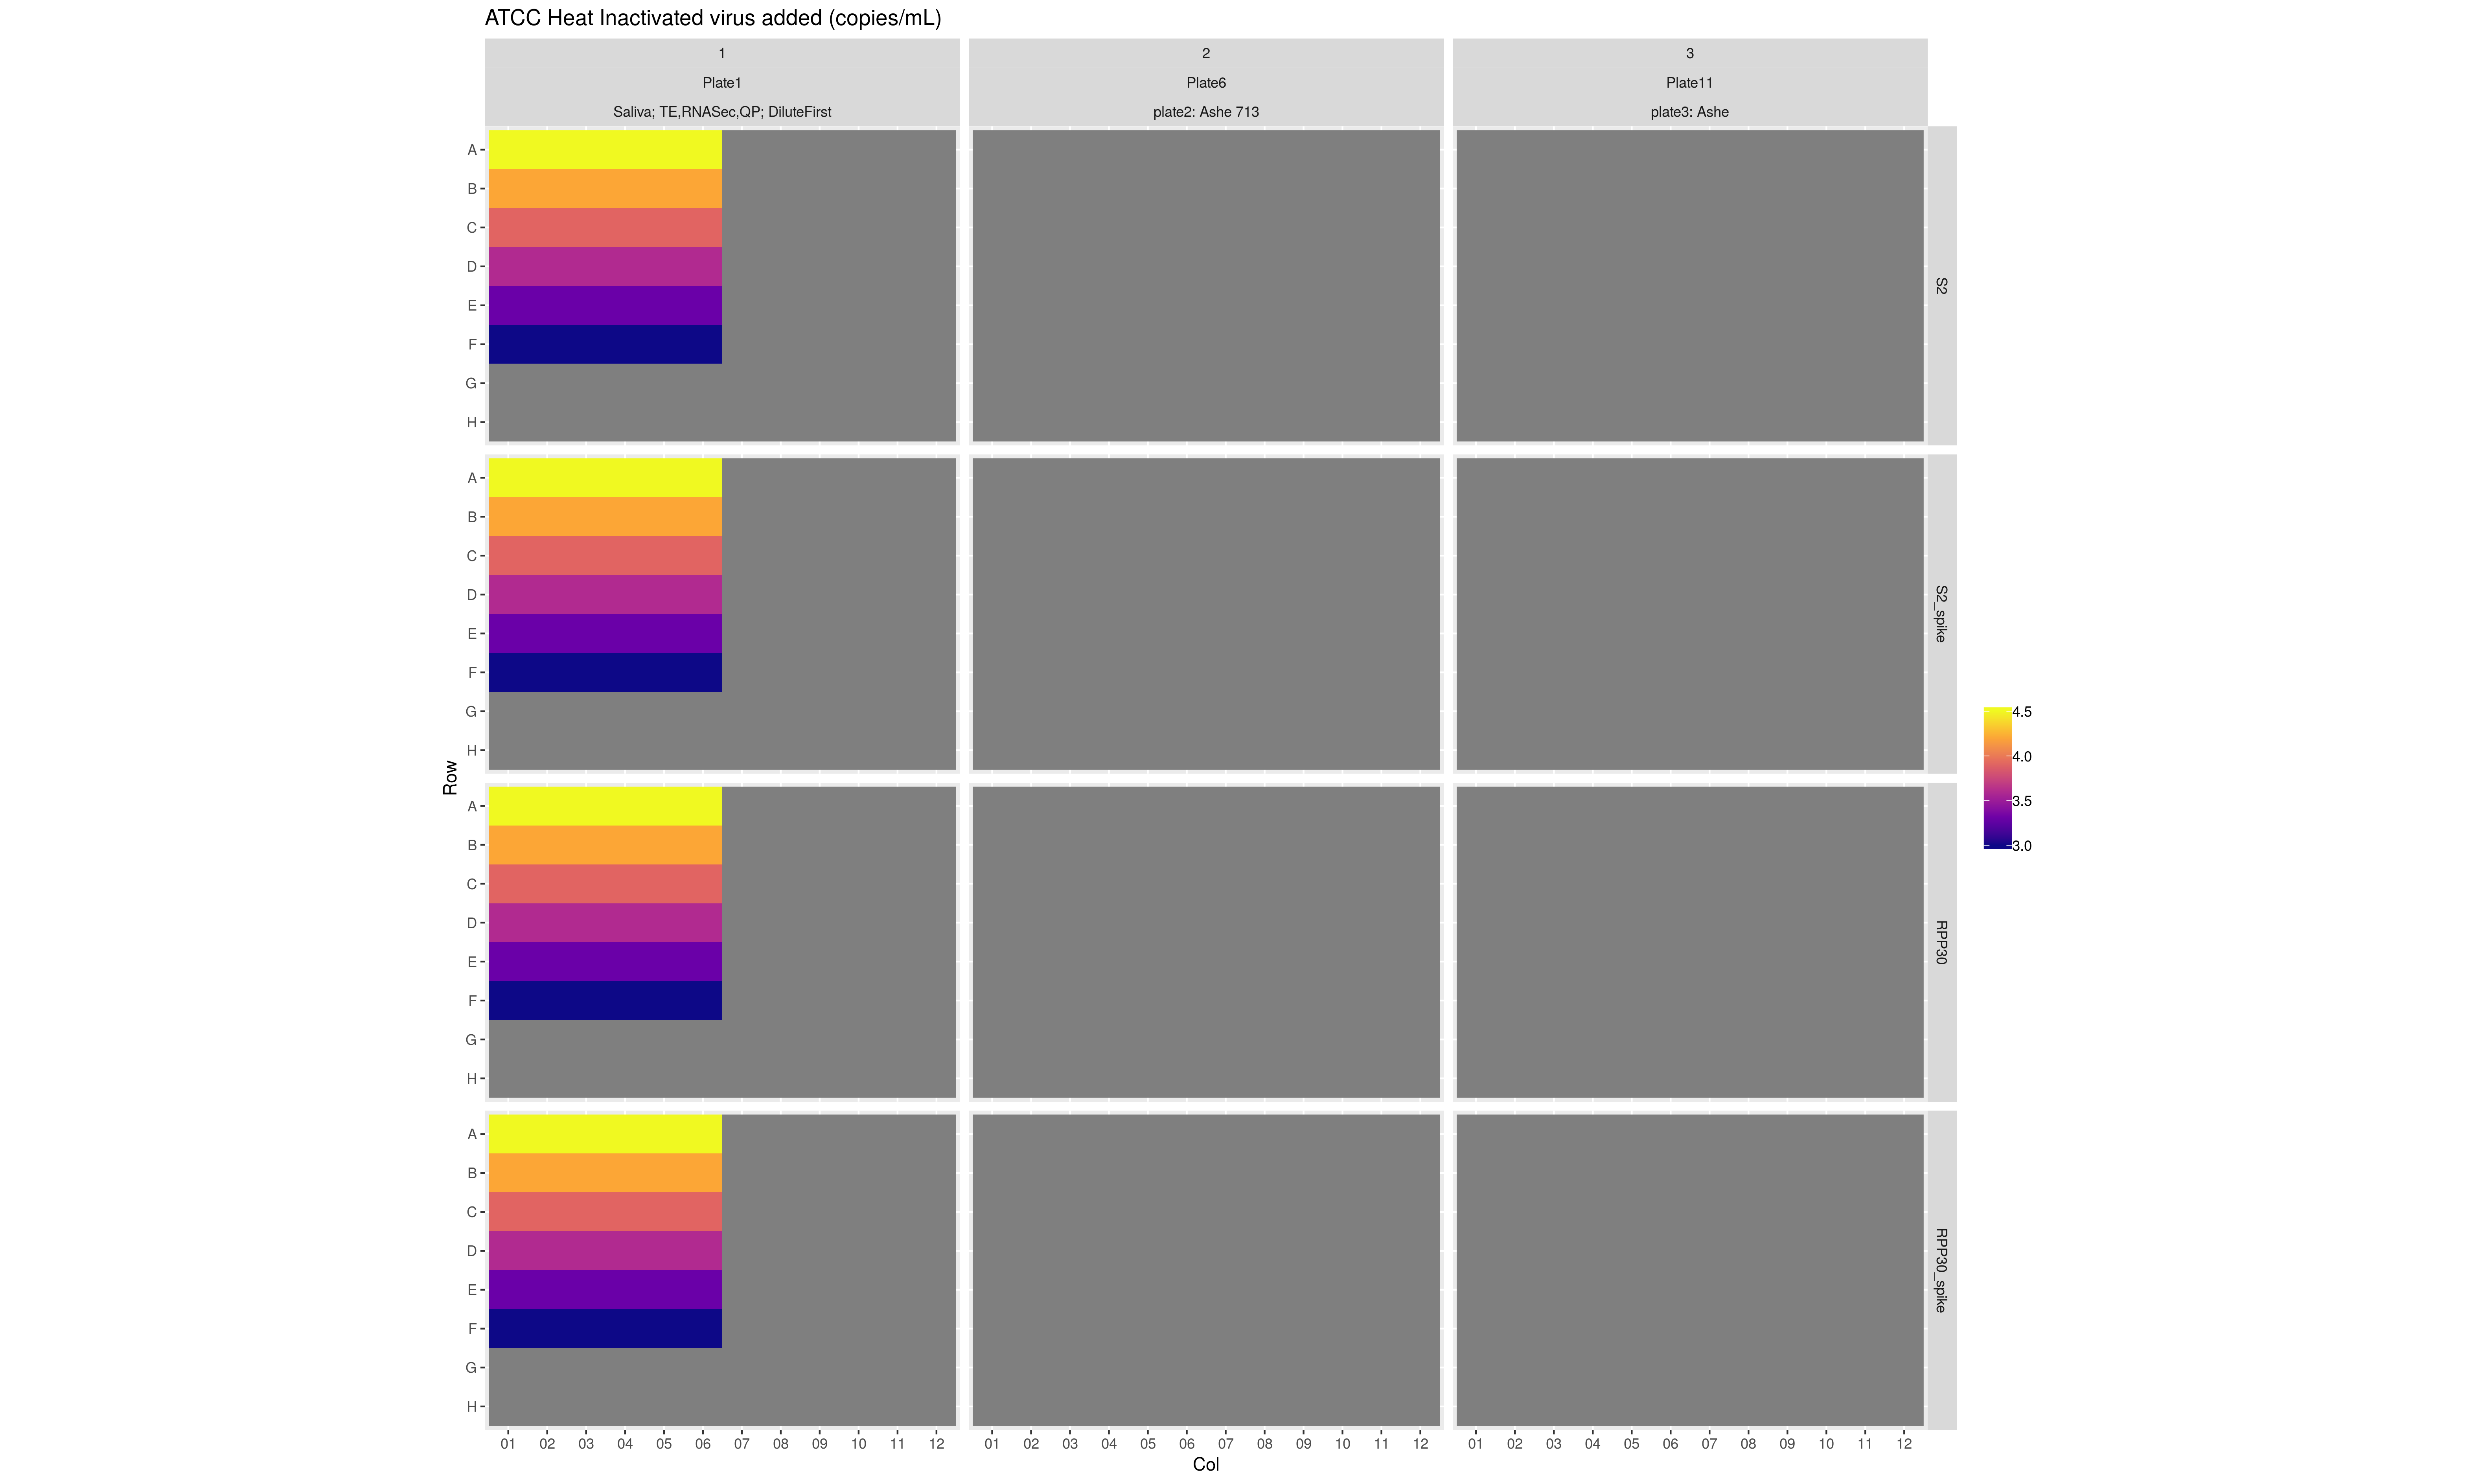 ATCC Heat Inactivated virus added (copies/mL)
1 2 3
Plate1 Plate6 Plate11
Saliva; TE,RNASec,QP; DiluteFirst plate2: Ashe 713 plate3: Ashe
A
B
C
D
E
F
G
H
S2
A
B
C
D
E
F
G
H
S2_spike
Row
4.5
4.0
3.5
3.0
A
B
C
D
E
F
G
H
RPP30
A
B
C
D
E
F
G
H
RPP30_spike
01 02 03 04 05 06 07 08 09 10 11 12 01 02 03 04 05 06 07 08 09 10 11 12 01 02 03 04 05 06 07 08 09 10 11 12
Col